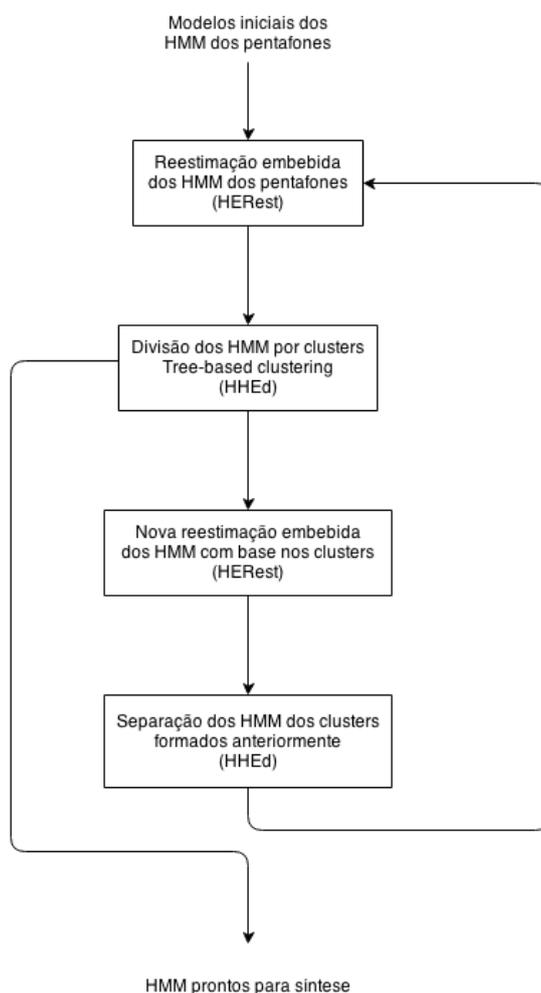 Modelos iniciais dos
HMM dos pentafones
Reestimação embebida
dos HMM dos pentafones
(HERest)
Divisão dos HMM por clusters
Tree-based clustering
(HHEd)
Nova reestimação embebida
dos HMM com base nos clusters
(HERest)
Separação dos HMM dos clusters
formados anteriormente
(HHEd)
HMM prontos para síntese